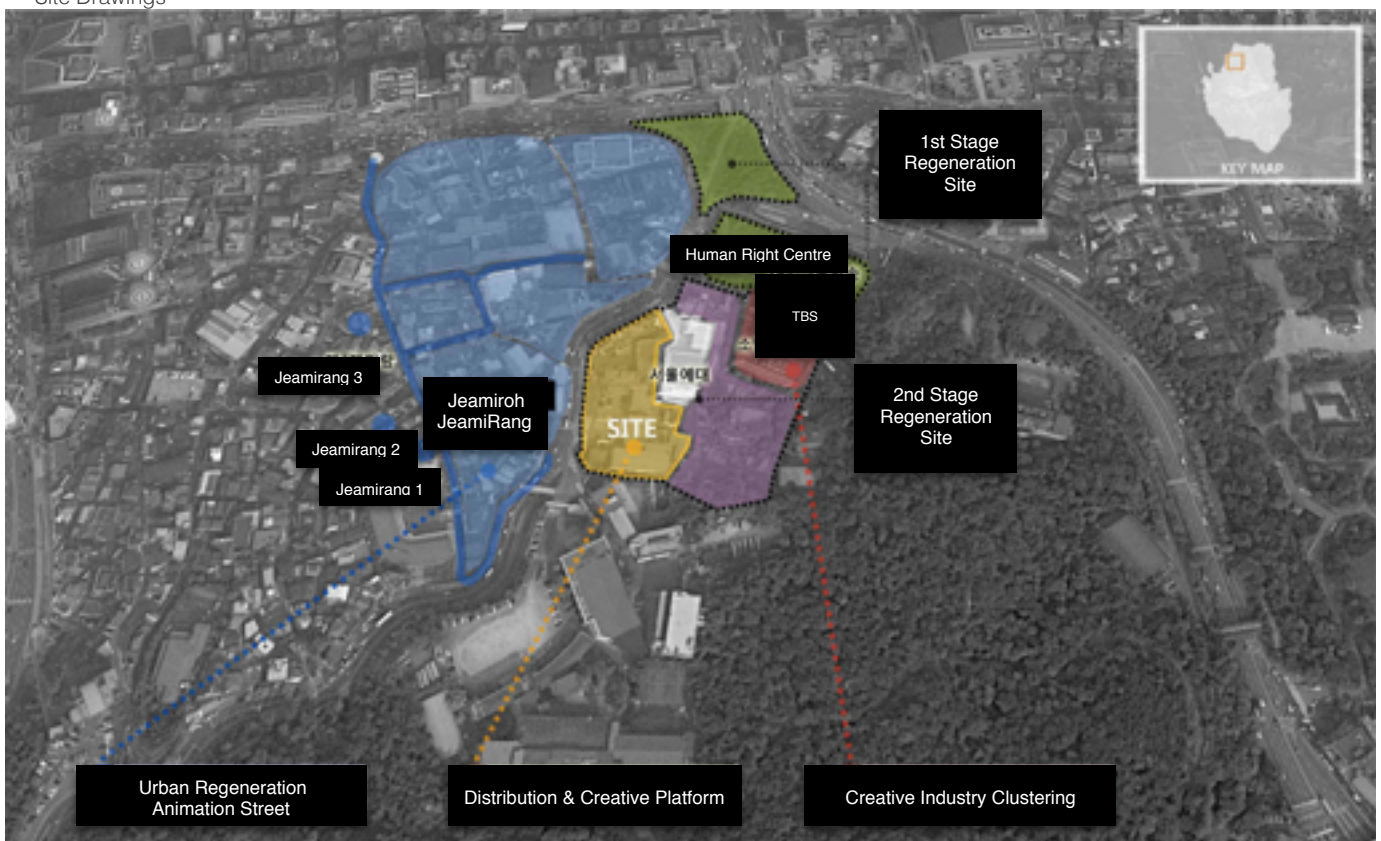 Site Drawings
KEY MAP
1st Stage
Regeneration
Site
Human Right Centre
TBS
Jeamirang 3
서울예대
Jeamiroh
JeamiRang
2nd Stage
Regeneration
Site
SITE
Jeamirang 2
Jeamirang 1
Urban Regeneration
Animation Street
Distribution & Creative Platform
Creative Industry Clustering